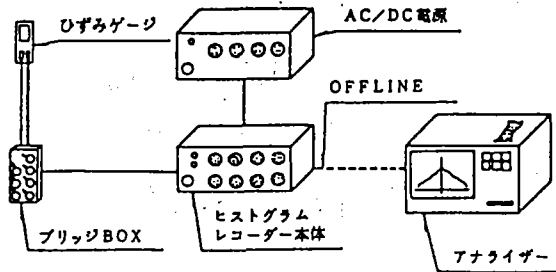 ひずみゲージ
AC/DC電源
OFFLINE
ブリッジBOX
ヒストグラム
レコーダー本体
アナライザー